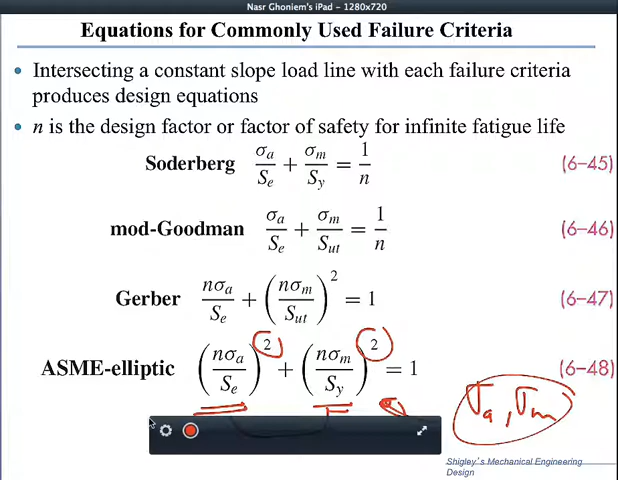 Nasr Ghoniem's iPad - 1280x720
Equations for Commonly Used Failure Criteria
• Intersecting a constant slope load line with each failure criteria
produces design equations
• n is the design factor or factor of safety for infinite fatigue life
Soderberg σa/Se + σm/Sy = 1/n (6–45)
mod-Goodman σa/Se + σm/Sut = 1/n (6–46)
Gerber nσa/Se + (nσm/Sut)² = 1 (6–47)
ASME-elliptic (nσa/Se)² + (nσm/Sy)² = 1 (6–48)
σa, σm
Shigley's Mechanical Engineering
Design